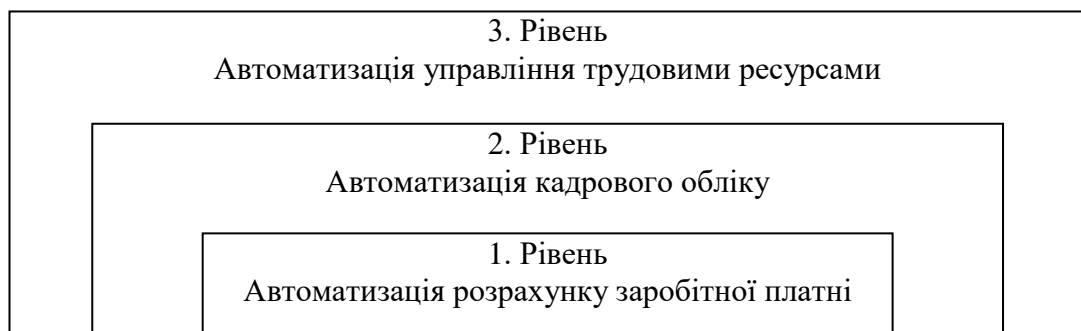 3. Рівень
Автоматизація управління трудовими ресурсами
2. Рівень
Автоматизація кадрового обліку
1. Рівень
Автоматизація розрахунку заробітної платні